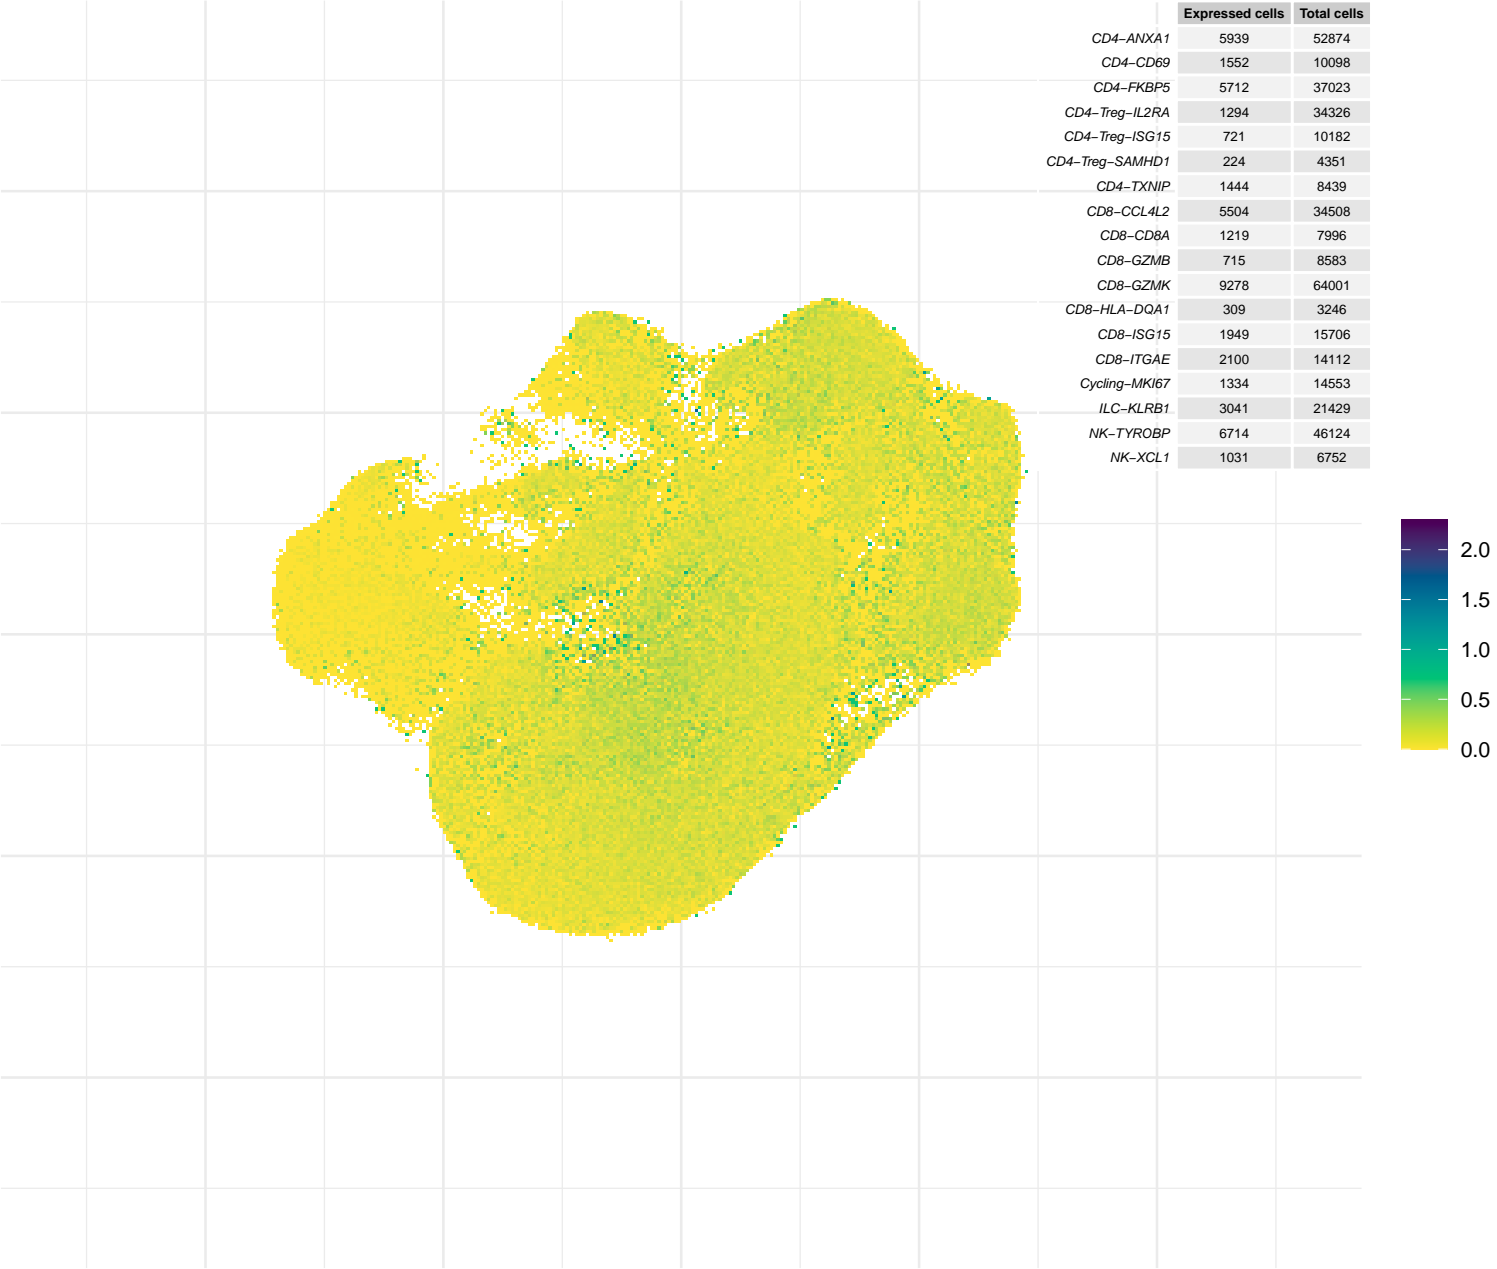 Expressed cells Total cells
CD4−ANXA1 5939 52874
CD4−CD69 1552 10098
CD4−FKBP5 5712 37023
CD4−Treg−IL2RA 1294 34326
CD4−Treg−ISG15 721 10182
CD4−Treg−SAMHD1 224 4351
CD4−TXNIP 1444 8439
CD8−CCL4L2 5504 34508
CD8−CD8A 1219 7996
CD8−GZMB 715 8583
CD8−GZMK 9278 64001
CD8−HLA−DQA1 309 3246
CD8−ISG15 1949 15706
CD8−ITGAE 2100 14112
Cycling−MKI67 1334 14553
ILC−KLRB1 3041 21429
NK−TYROBP 6714 46124
NK−XCL1 1031 6752
2.0
1.5
1.0
0.5
0.0